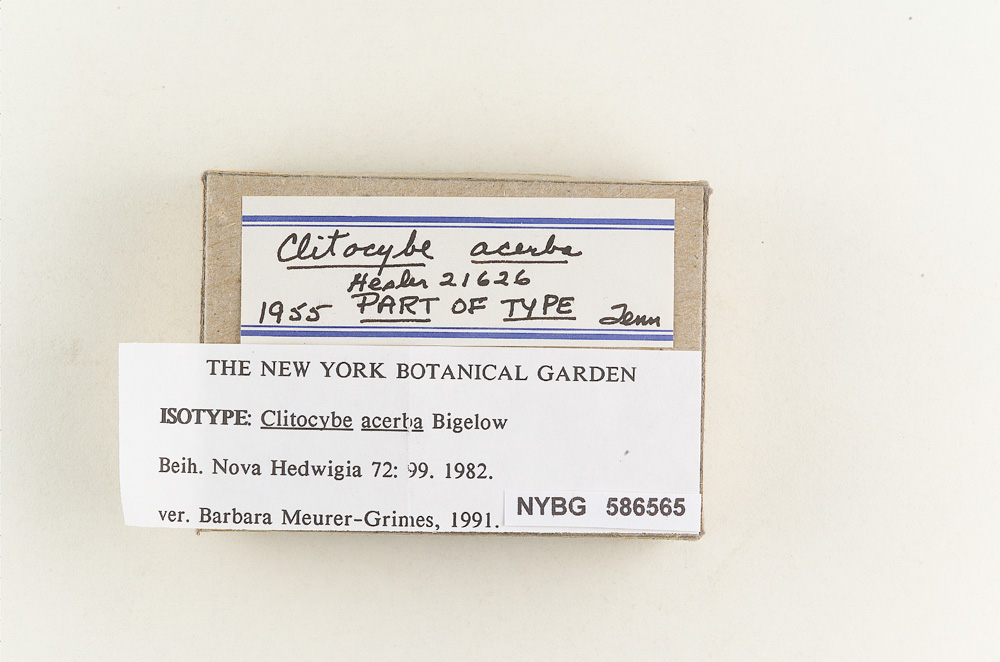 Clitocybe acerba
Hesler 21626
1955 PART OF TYPE Tenn
THE NEW YORK BOTANICAL GARDEN
ISOTYPE: Clitocybe acerba Bigelow
Beih. Nova Hedwigia 72: 99. 1982.
ver. Barbara Meurer-Grimes, 1991.
NYBG 586565